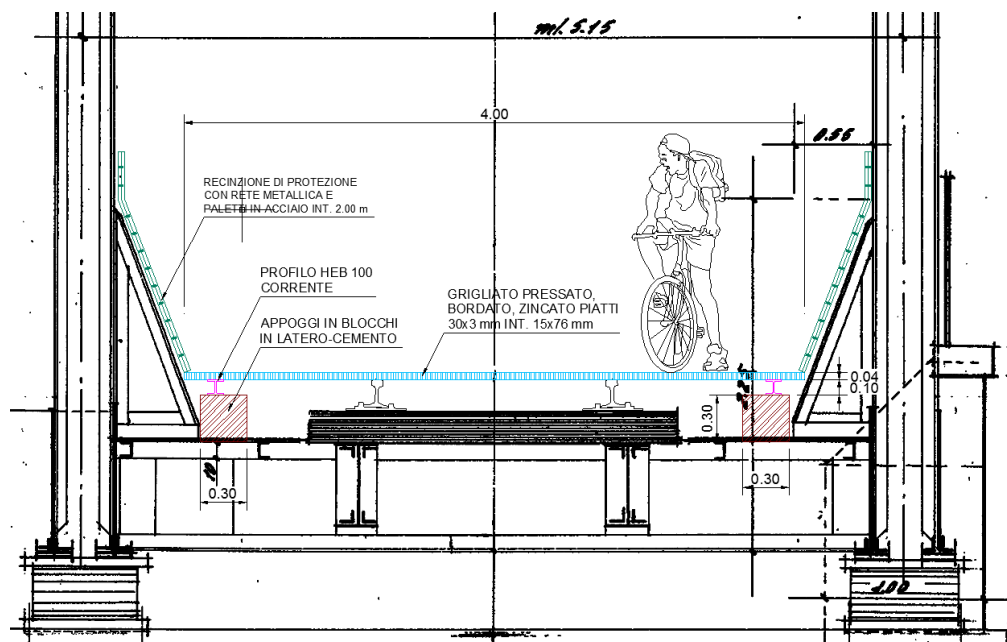 ml. 5.15
4.00
0.55
RECINZIONE DI PROTEZIONE
CON RETE METALLICA E
PALETTI IN ACCIAIO INT. 2.00 m
PROFILO HEB 100
CORRENTE
APPOGGI IN BLOCCHI
IN LATERO-CEMENTO
GRIGLIATO PRESSATO,
BORDATO, ZINCATO PIATTI
30x3 mm INT. 15x76 mm
0.04
0.10
0.30
0.30
0.30
1.00